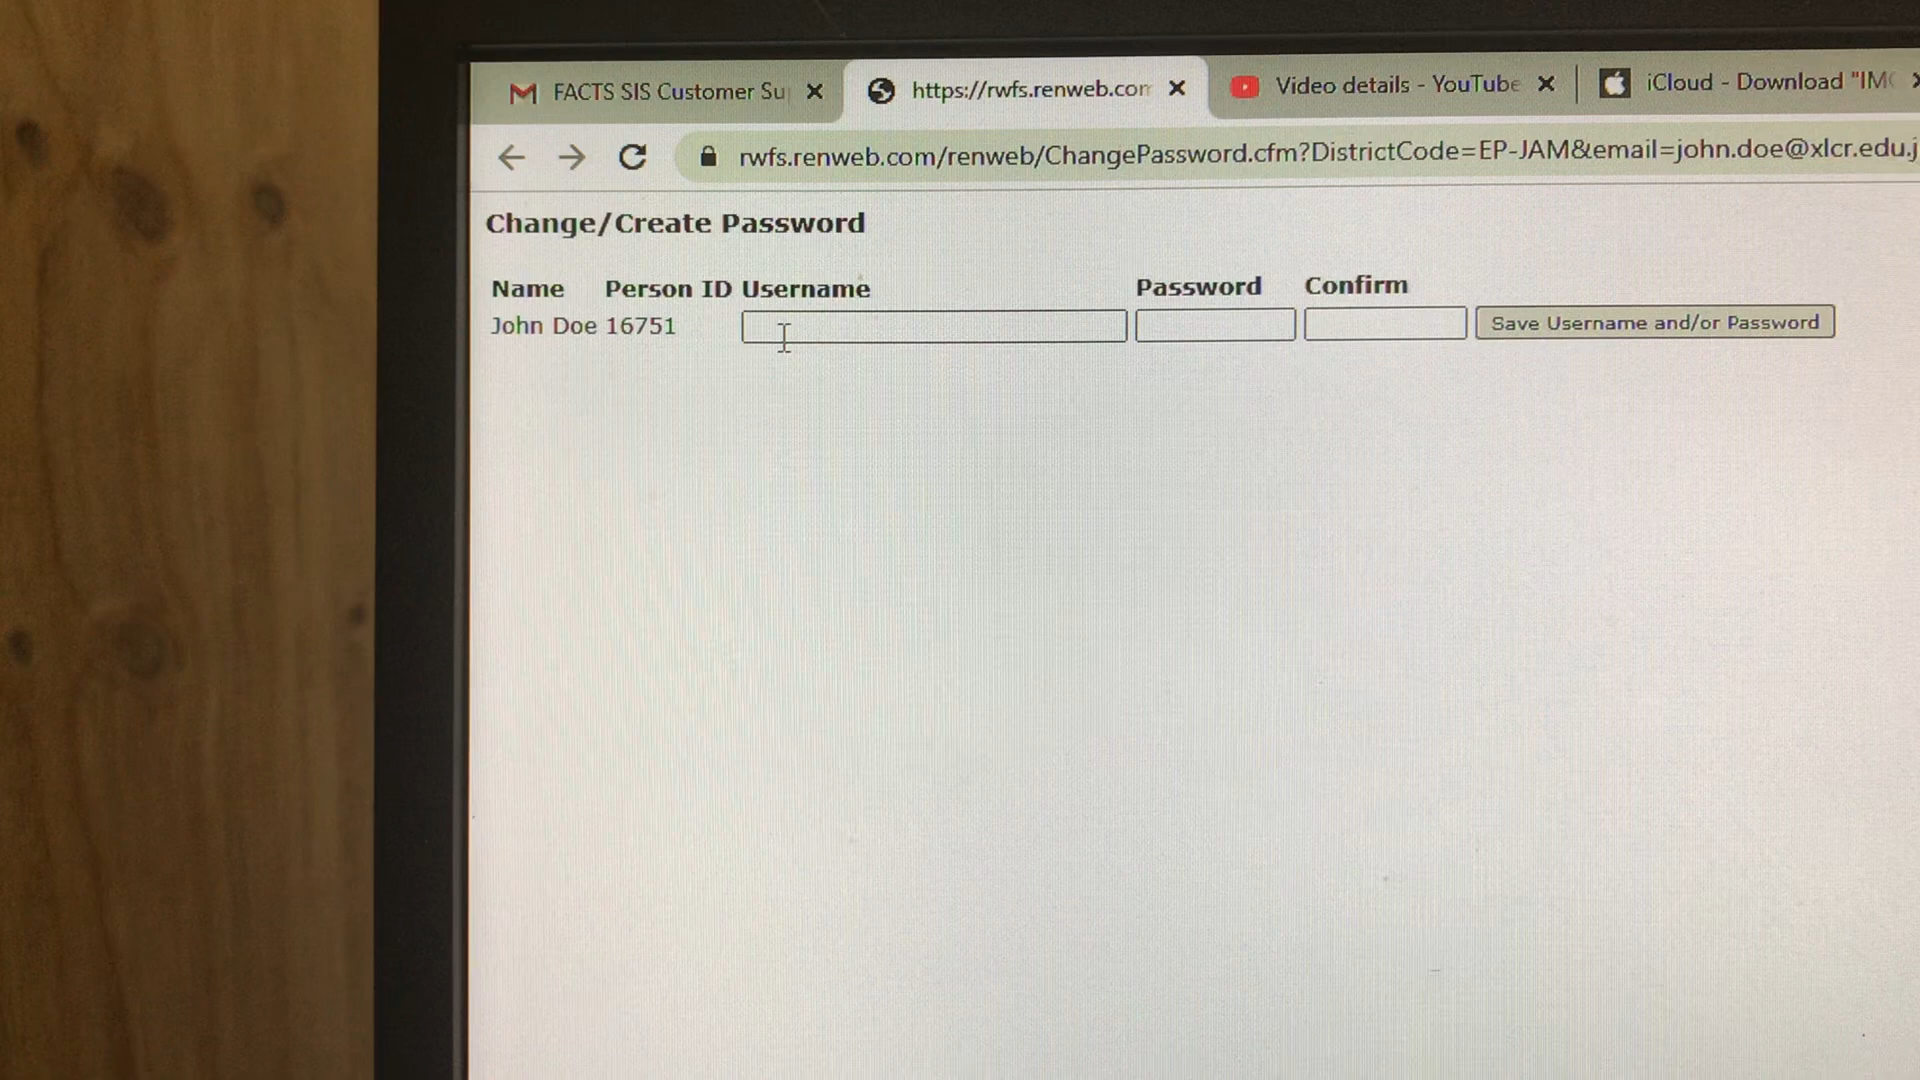 FACTS SIS Customer Su
https://rwfs.renweb.com
Video details - YouTube
iCloud - Download "IM
rwfs.renweb.com/renweb/ChangePassword.cfm?DistrictCode=EP-JAM&email=john.doe@xlcr.edu.j
Change/Create Password
Name Person ID Username Password Confirm
John Doe 16751 Save Username and/or Password